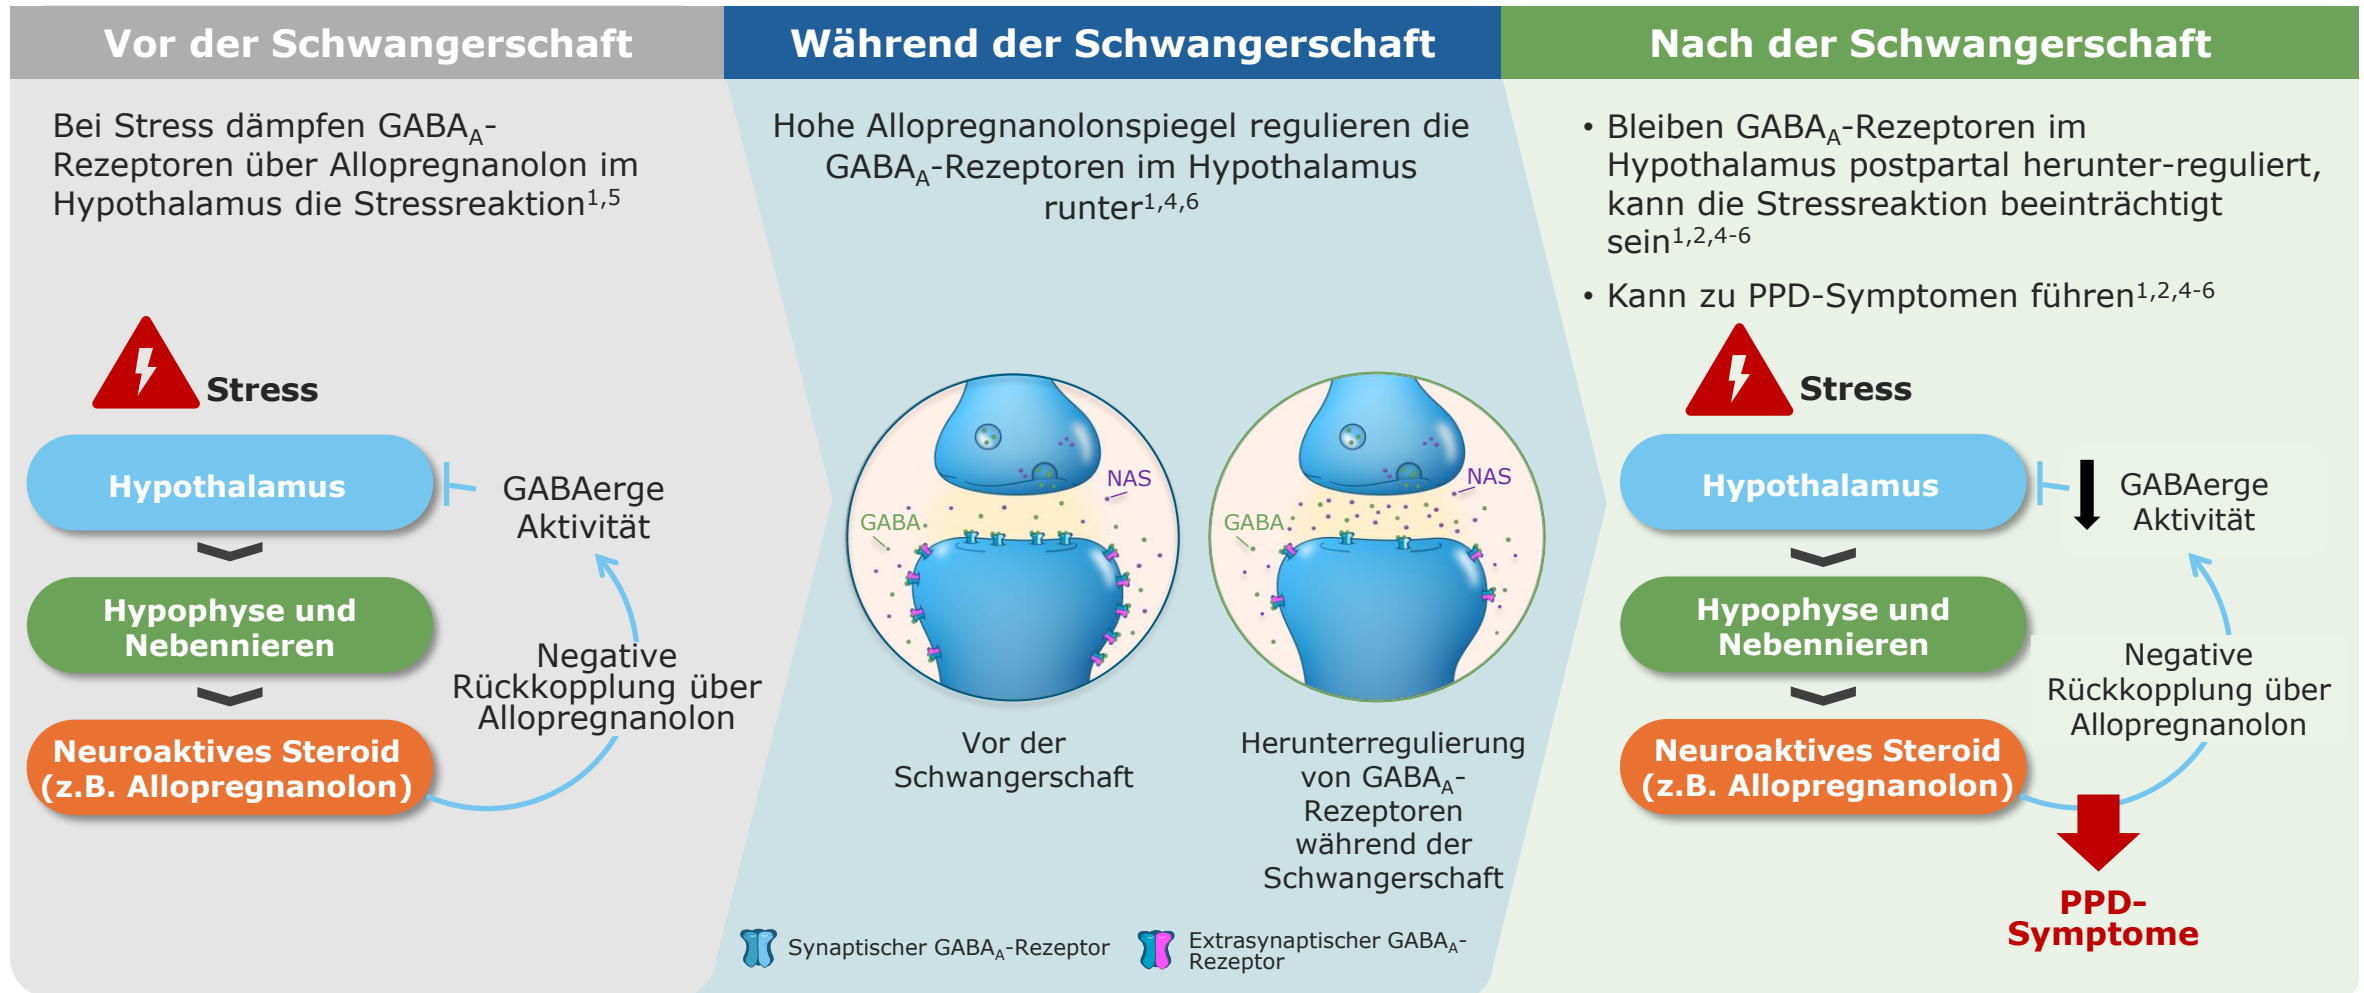 Vor der Schwangerschaft
Bei Stress dämpfen GABAA-
Rezeptoren über Allopregnanolon im
Hypothalamus die Stressreaktion1,5
Stress
Hypothalamus
GABAerge
Aktivität
Hypophyse und
Nebennieren
Negative
Rückkopplung über
Allopregnanolon
Neuroaktives Steroid
(z.B. Allopregnanolon)
Während der Schwangerschaft
Hohe Allopregnanolonspiegel regulieren die
GABAA-Rezeptoren im Hypothalamus
runter1,4,6
NAS
GABA
NAS
GABA
Vor der
Schwangerschaft
Herunterregulierung
von GABAA-
Rezeptoren
während der
Schwangerschaft
Synaptischer GABAA-Rezeptor
Extrasynaptischer GABAA-
Rezeptor
Nach der Schwangerschaft
• Bleiben GABAA-Rezeptoren im
Hypothalamus postpartal herunter-reguliert,
kann die Stressreaktion beeinträchtigt
sein1,2,4-6
• Kann zu PPD-Symptomen führen1,2,4-6
Stress
Hypothalamus
GABAerge
Aktivität
Hypophyse und
Nebennieren
Negative
Rückkopplung über
Allopregnanolon
Neuroaktives Steroid
(z.B. Allopregnanolon)
PPD-
Symptome